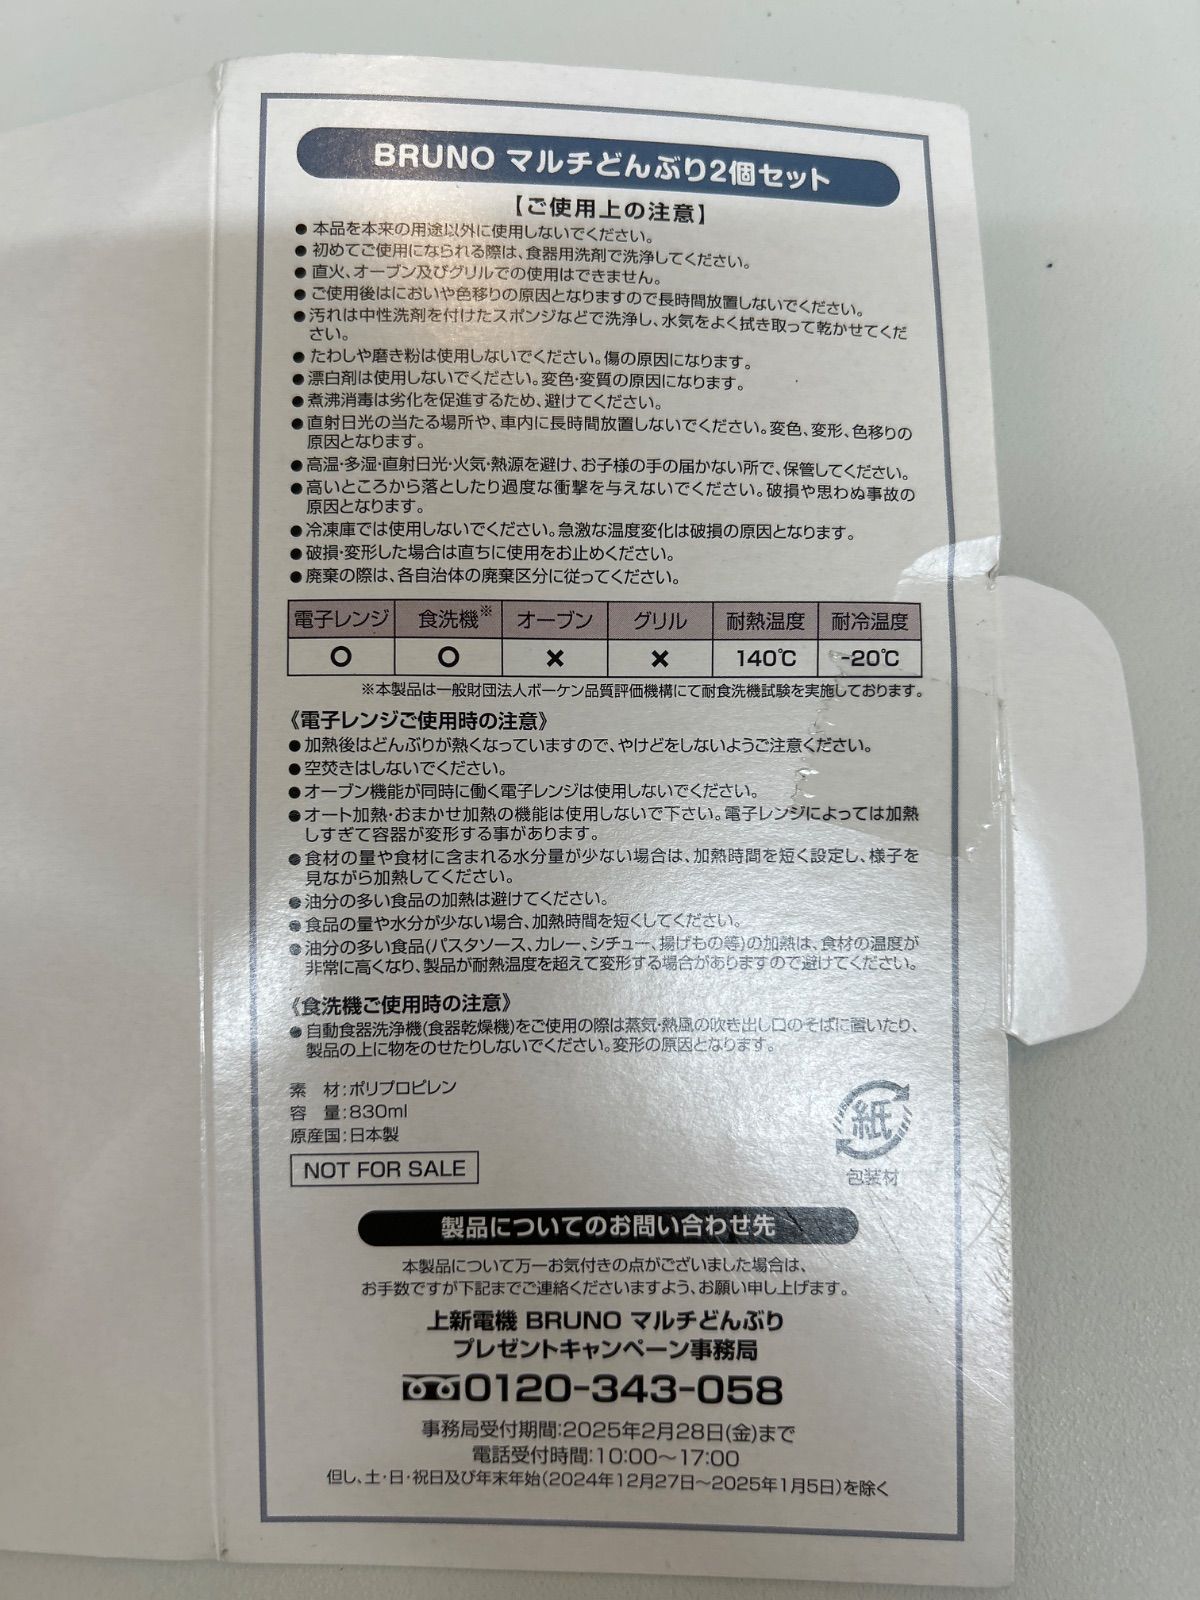 BRUNO マルチどんぶり2個セット
【ご使用上の注意】
●本品を本来の用途以外に使用しないでください。
●初めてご使用になられる際は、食器用洗剤で洗浄してください。
●直火、オーブン及びグリルでの使用はできません。
●ご使用後はにおいや色移りの原因となりますので長時間放置しないでください。
●汚れは中性洗剤を付けたスポンジなどで洗浄し、水気をよく拭き取って乾かせてくだ
さい。
●たわしや磨き粉は使用しないでください。傷の原因になります。
●漂白剤は使用しないでください。変色・変質の原因になります。
●煮沸消毒は劣化を促進するため、避けてください。
●直射日光の当たる場所や、車内に長時間放置しないでください。変色、変形、色移りの
原因となります。
●高温・多湿・直射日光・火気・熱源を避け、お子様の手の届かない所で、保管してください。
●高いところから落としたり過度な衝撃を与えないでください。破損や思わぬ事故の
原因となります。
●冷凍庫では使用しないでください。急激な温度変化は破損の原因となります。
●破損・変形した場合は直ちに使用をお止めください。
●廃棄の際は、各自治体の廃棄区分に従ってください。
電子レンジ 食洗機※ オーブン グリル 耐熱温度 耐冷温度
○ ○ × × 140℃ -20℃
※本製品は一般財団法人ボーケン品質評価機構にて耐食洗機試験を実施しております。
《電子レンジご使用時の注意》
●加熱後はどんぶりが熱くなっていますので、やけどをしないようご注意ください。
●空焚きはしないでください。
●オーブン機能が同時に働く電子レンジは使用しないでください。
●オート加熱・おまかせ加熱の機能は使用しないで下さい。電子レンジによっては加熱
しすぎて容器が変形する事があります。
●食材の量や食材に含まれる水分量が少ない場合は、加熱時間を短く設定し、様子を
見ながら加熱してください。
●油分の多い食品の加熱は避けてください。
●食品の量や水分が少ない場合、加熱時間を短くしてください。
●油分の多い食品(パスタソース、カレー、シチュー、揚げもの等)の加熱は、食材の温度が
非常に高くなり、製品が耐熱温度を超えて変形する場合がありますので避けてください。
《食洗機ご使用時の注意》
●自動食器洗浄機(食器乾燥機)をご使用の際は蒸気・熱風の吹き出し口のそばに置いたり、
製品の上に物をのせたりしないでください。変形の原因となります。
素 材:ポリプロピレン
容 量:830ml
原産国:日本製
NOT FOR SALE
紙
包装材
製品についてのお問い合わせ先
本製品について万一お気付きの点がございました場合は、
お手数ですが下記までご連絡くださいますよう、お願い申し上げます。
上新電機 BRUNO マルチどんぶり
プレゼントキャンペーン事務局
0120-343-058
事務局受付期間:2025年2月28日(金)まで
電話受付時間:10:00〜17:00
但し、土・日・祝日及び年末年始(2024年12月27日〜2025年1月5日)を除く